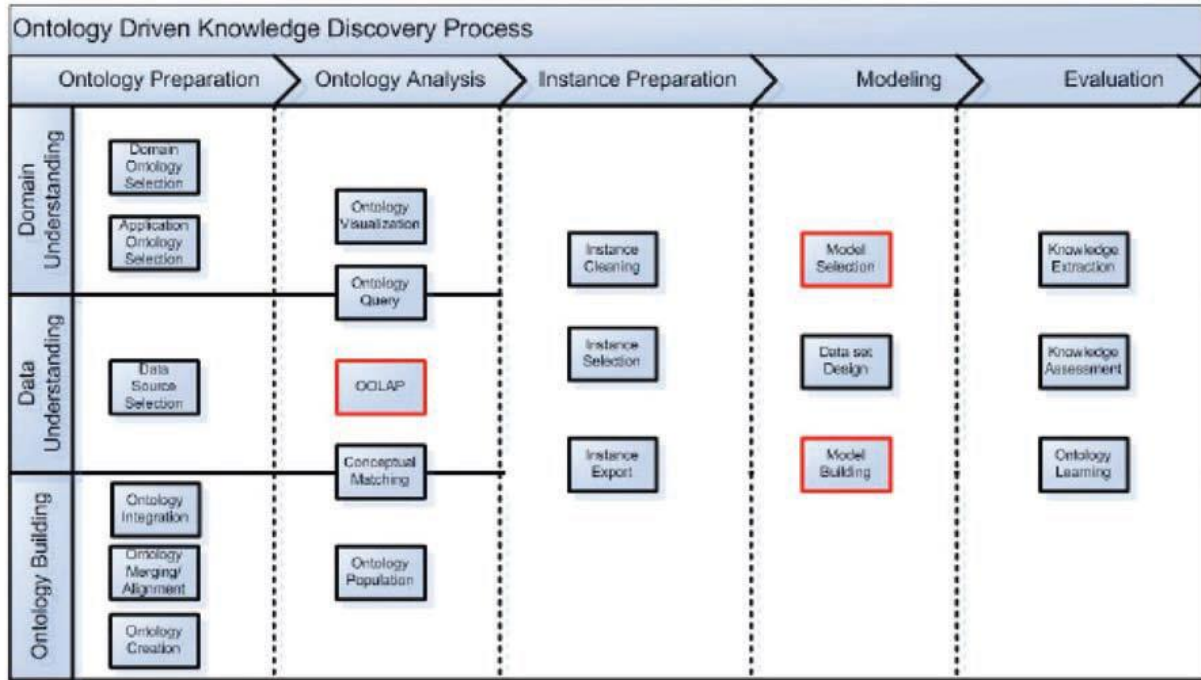 Ontology Driven Knowledge Discovery Process
Ontology Preparation
Ontology Analysis
Instance Preparation
Modeling
Evaluation
Domain
Understanding
Data
Understanding
Ontology Building
Domain
Ontology
Selection
Application
Ontology
Selection
Data
Source
Selection
Ontology
Integration
Ontology
Merging/
Alignment
Ontology
Creation
Ontology
Visualization
Ontology
Query
OOLAP
Conceptual
Matching
Ontology
Population
Instance
Cleaning
Instance
Selection
Instance
Export
Model
Selection
Data set
Design
Model
Building
Knowledge
Extraction
Knowledge
Assessment
Ontology
Learning